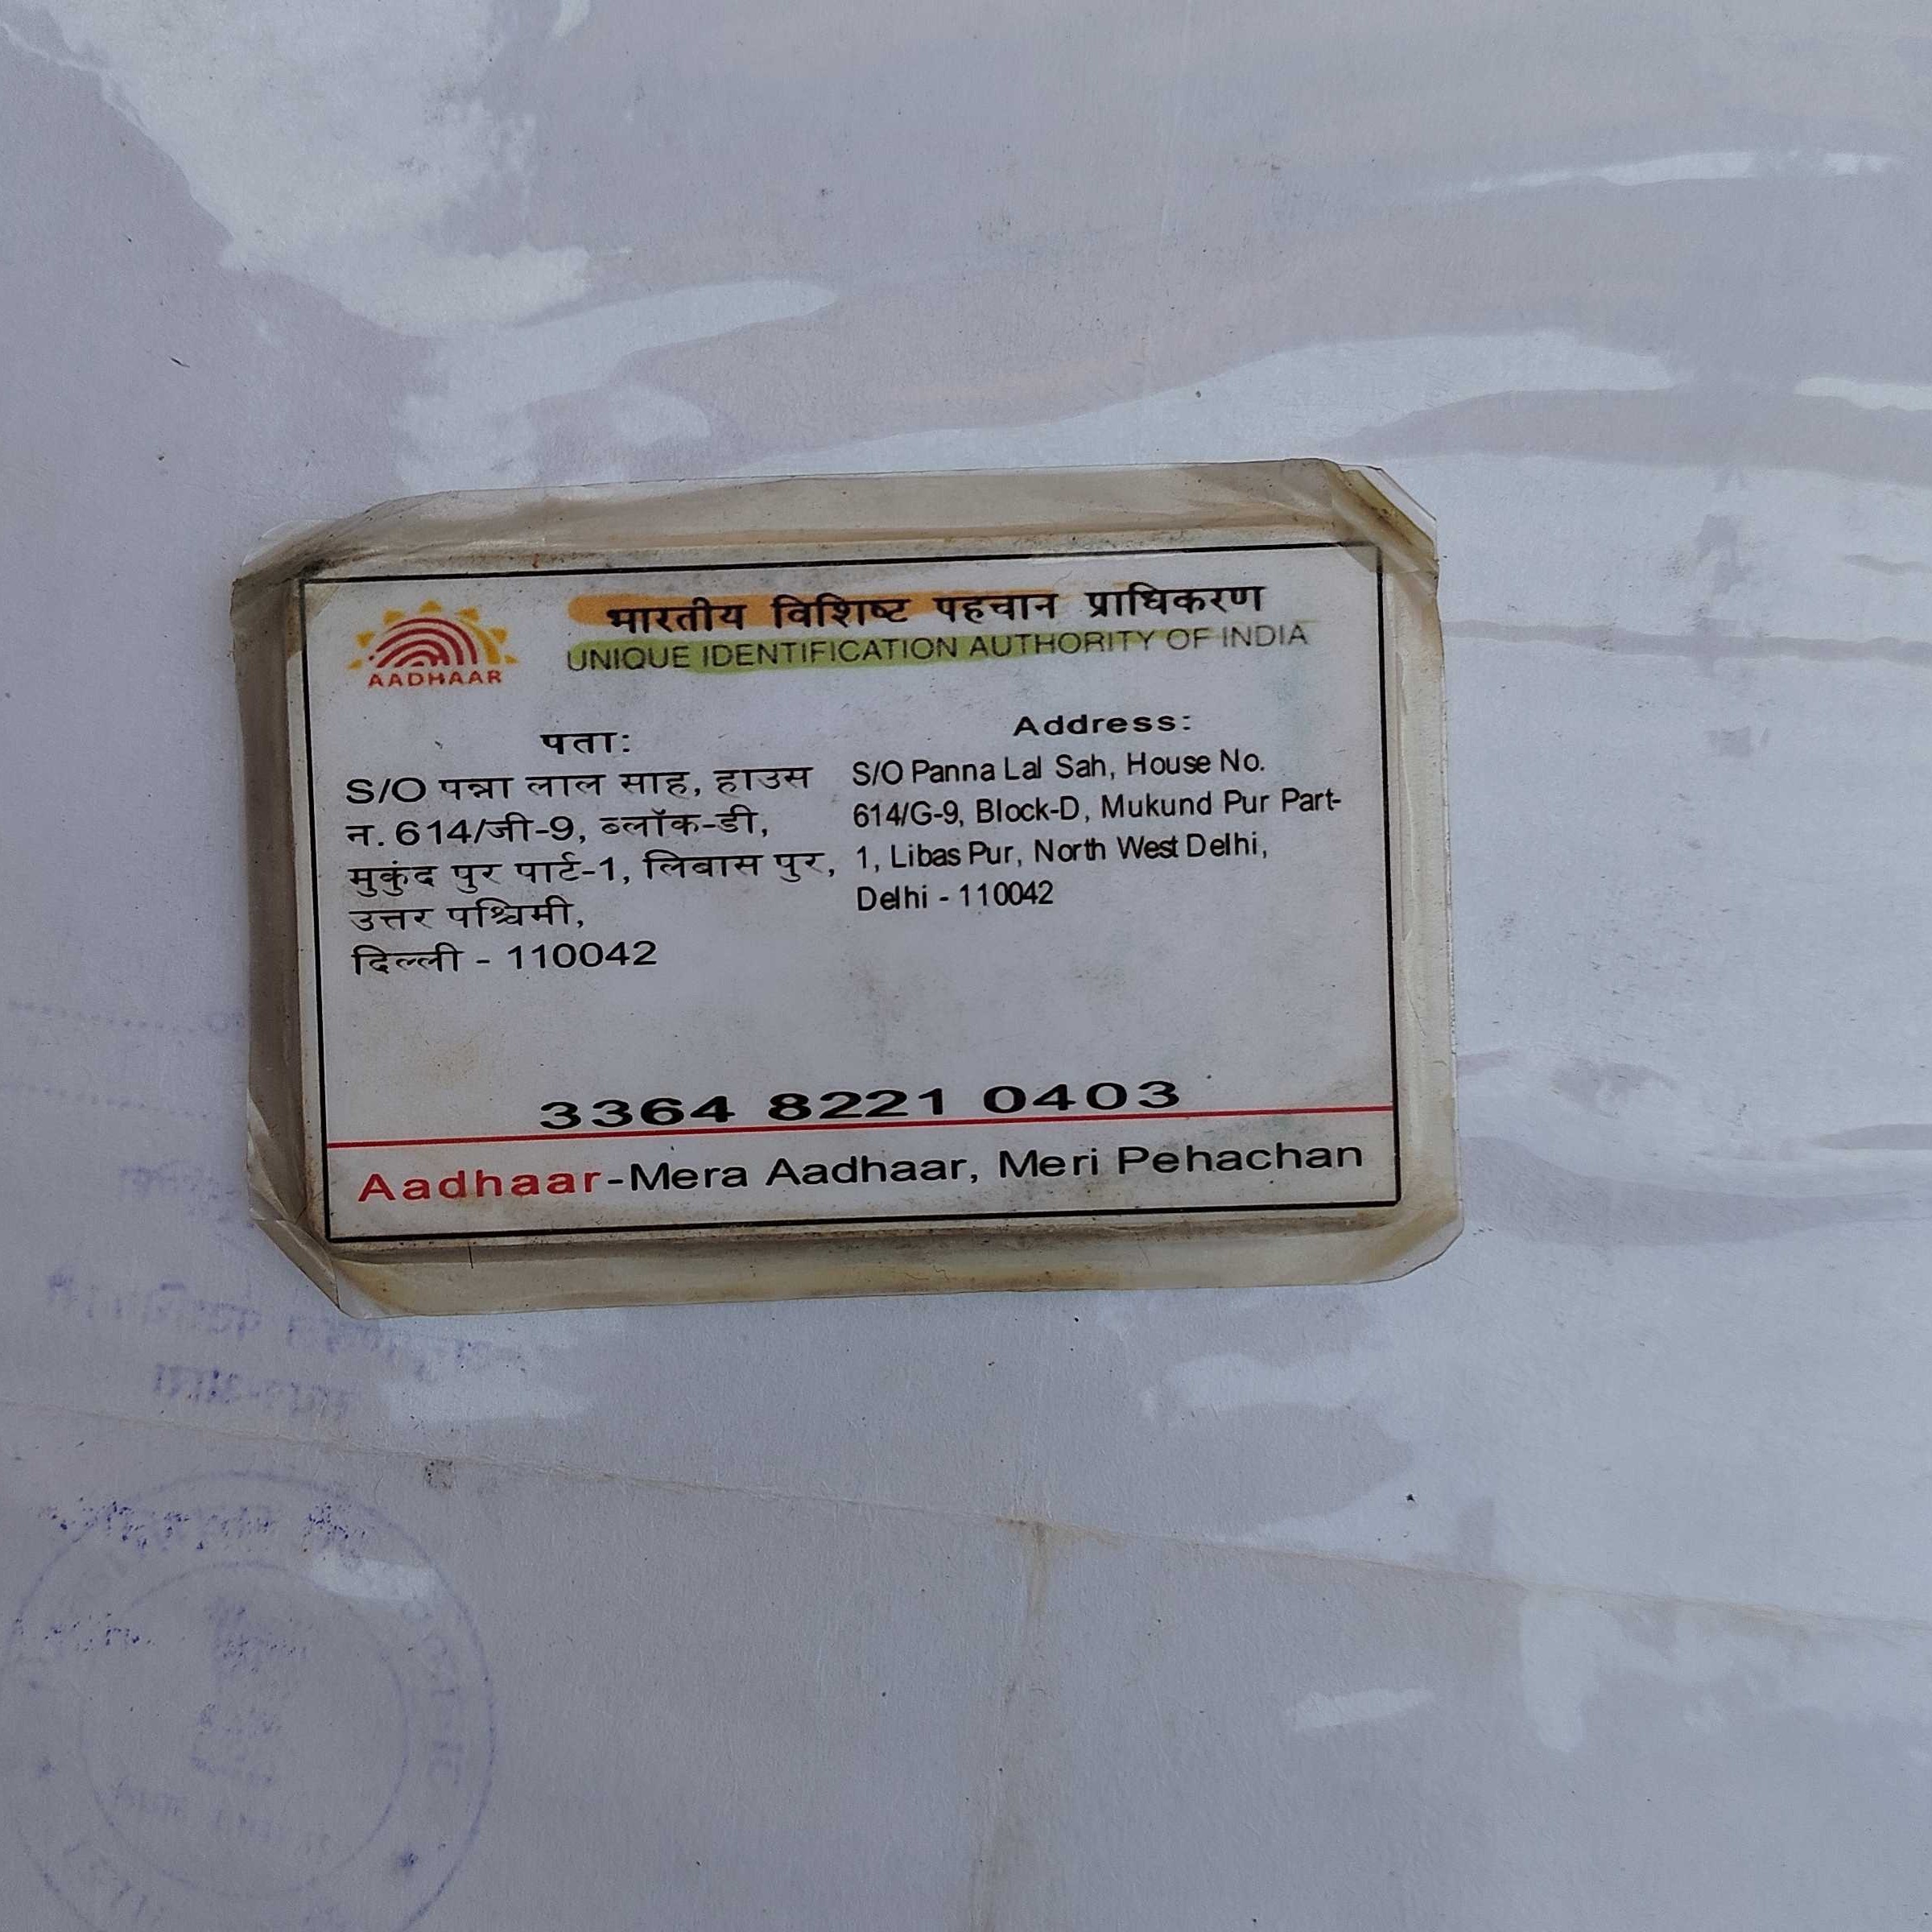 भारतीय विशिष्ट पहचान प्राधिकरण
UNIQUE IDENTIFICATION AUTHORITY OF INDIA
AADHAAR
पता:
S/O पन्ना लाल साह, हाउस
न. 614/जी-9, ब्लॉक-डी,
मुकुंद पुर पार्ट-1, लिबास पुर,
उत्तर पश्चिमी,
दिल्ली - 110042
Address:
S/O Panna Lal Sah, House No.
614/G-9, Block-D, Mukund Pur Part-
1, Libas Pur, North West Delhi,
Delhi - 110042
3364 8221 0403
Aadhaar-Mera Aadhaar, Meri Pehachan